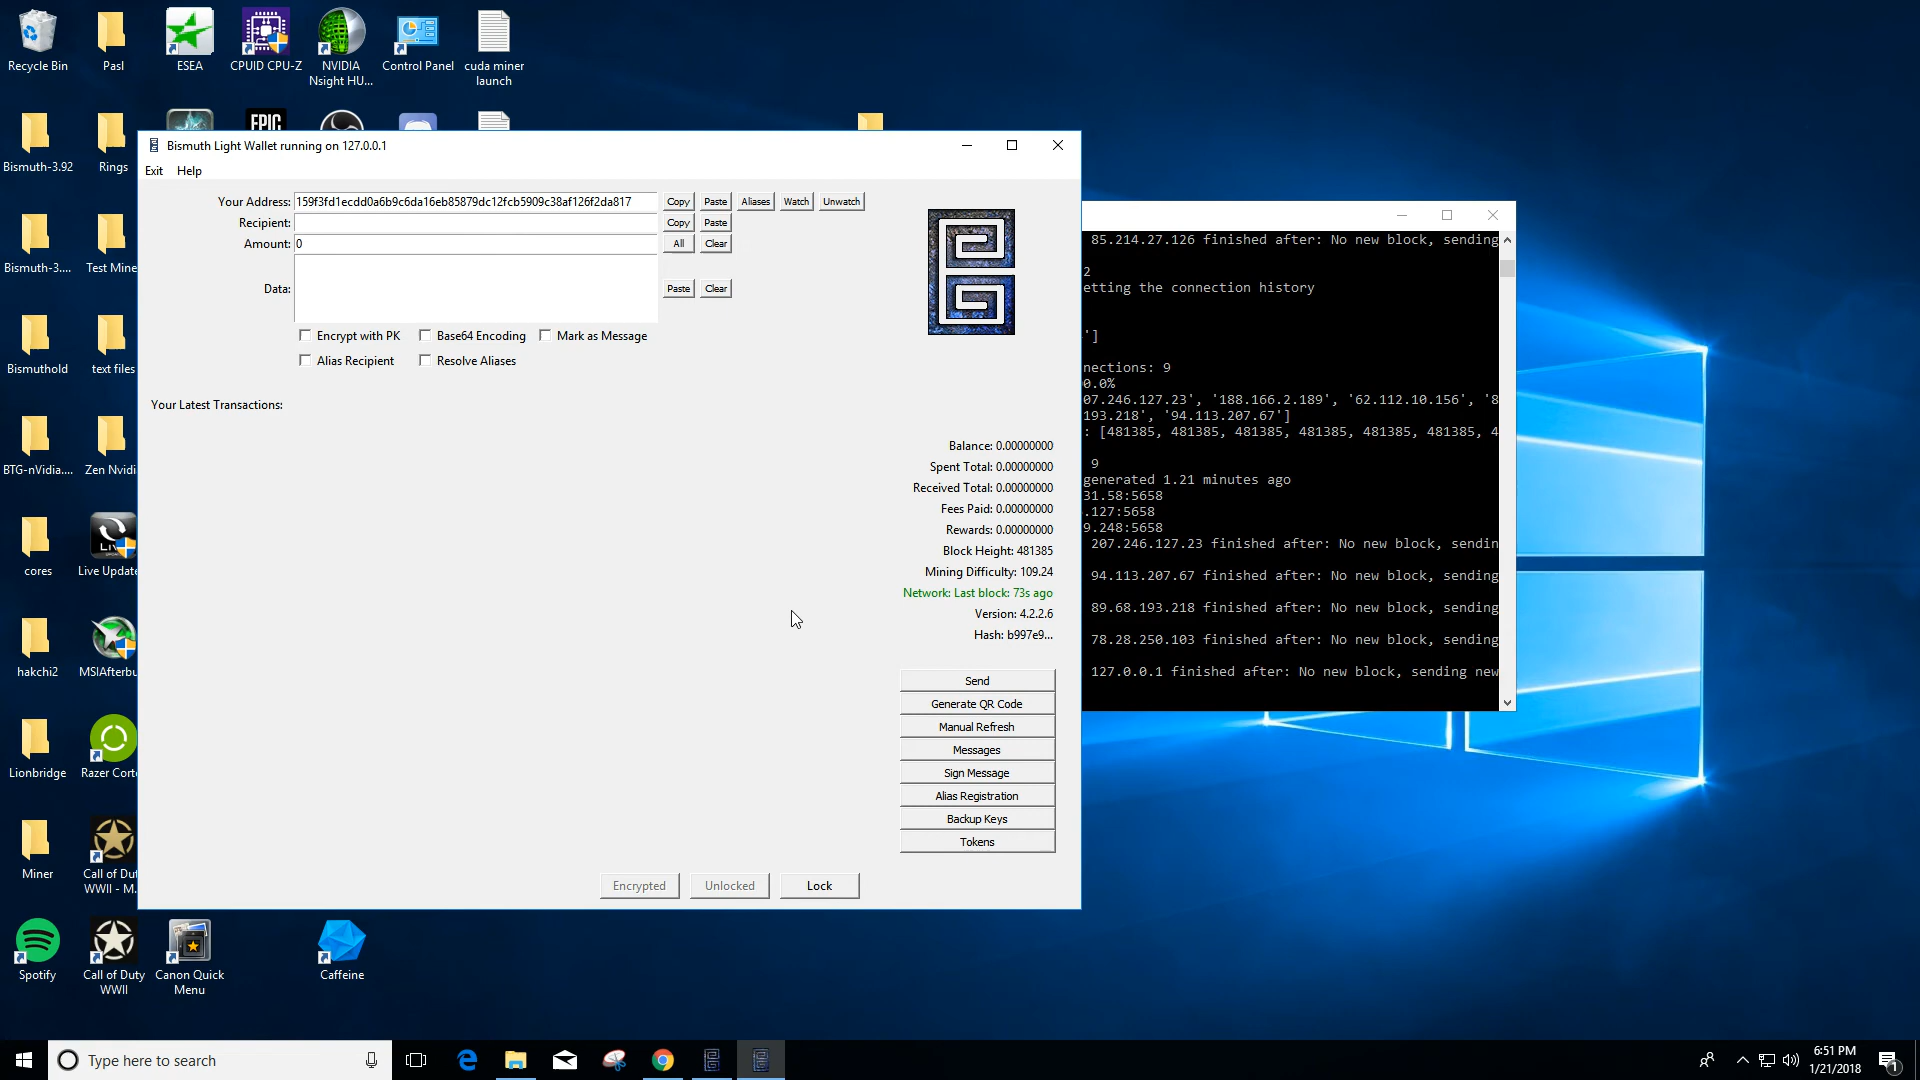 Recycle Bin
Pasl
ESEA
CPUID CPU-Z
NVIDIA
Nsight HU...
Control Panel
cuda miner
launch
EPIC
Bismuth-3.92
Rings
Bismuth-3....
Test Mine
Bismuthold
text files
BTG-nVidia....
Zen Nvidi
cores
Live Update
hakchi2
MSIAfterbu
Lionbridge
Razer Corte
Miner
Call of Du
WWII - M.
Spotify
Call of Duty
WWII
Canon Quick
Menu
Caffeine
Bismuth Light Wallet running on 127.0.0.1
Exit Help
Your Address: 159f3fd1ecdd0a6b9c6da16eb85879dc12fcb5909c38af126f2da817 Copy Paste Aliases Watch Unwatch
Recipient: Copy Paste
Amount: 0 All Clear
Data: Paste Clear
Encrypt with PK Base64 Encoding Mark as Message
Alias Recipient Resolve Aliases
Your Latest Transactions:
Balance: 0.00000000
Spent Total: 0.00000000
Received Total: 0.00000000
Fees Paid: 0.00000000
Rewards: 0.00000000
Block Height: 481385
Mining Difficulty: 109.24
Network: Last block: 73s ago
Version: 4.2.2.6
Hash: b997e9...
Send
Generate QR Code
Manual Refresh
Messages
Sign Message
Alias Registration
Backup Keys
Tokens
Encrypted Unlocked Lock
85.214.27.126 finished after: No new block, sending
2
etting the connection history
']
nections: 9
0.0%
07.246.127.23', '188.166.2.189', '62.112.10.156', '8
193.218', '94.113.207.67']
: [481385, 481385, 481385, 481385, 481385, 481385, 4
9
generated 1.21 minutes ago
31.58:5658
.127:5658
9.248:5658
207.246.127.23 finished after: No new block, sendin
94.113.207.67 finished after: No new block, sending
89.68.193.218 finished after: No new block, sending
78.28.250.103 finished after: No new block, sending
127.0.0.1 finished after: No new block, sending new
Type here to search
6:51 PM
1/21/2018
1